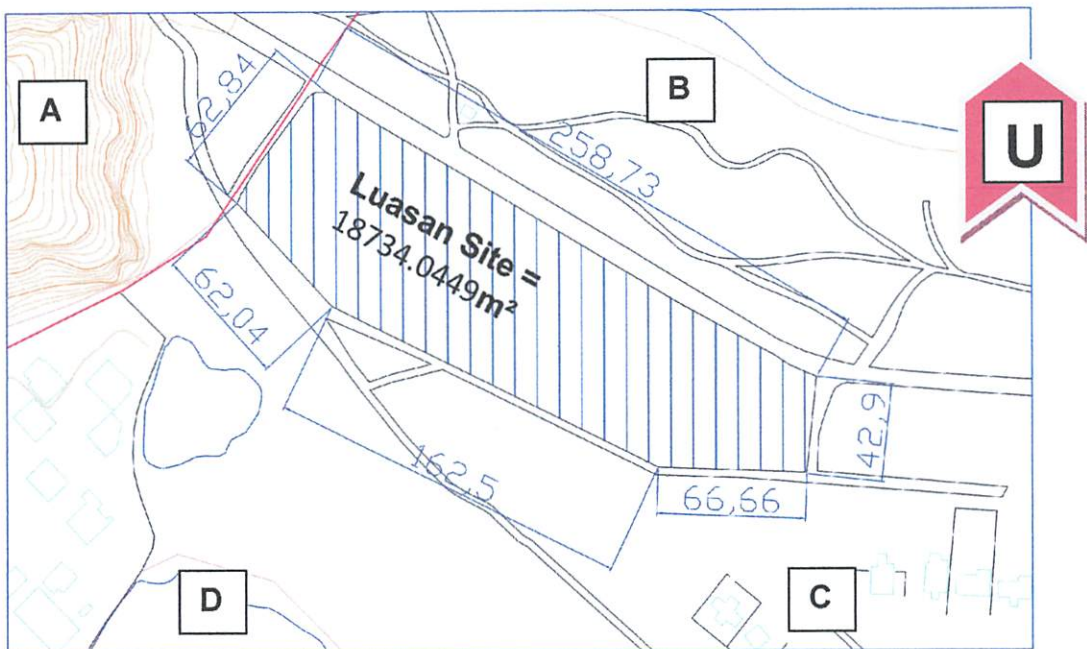 A
B
U
62,84
258,73
Luasan Site =
18734.0449m²
62,04
42,9
162,5
66,66
D
C